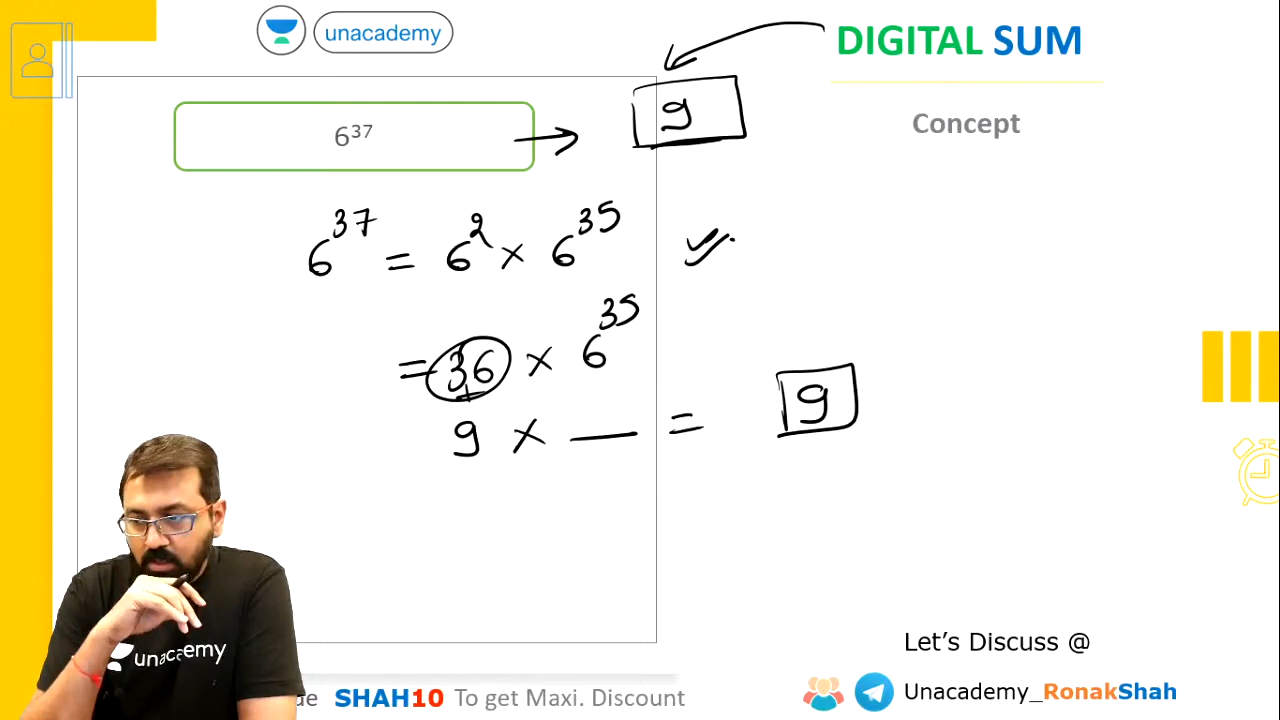 unacademy
DIGITAL SUM
Concept
6³⁷ → 9
6³⁷ = 6² × 6³⁵
= 36 × 6³⁵
9 × — = 9
unacademy
Let's Discuss @
de SHAH10 To get Maxi. Discount
Unacademy_RonakShah